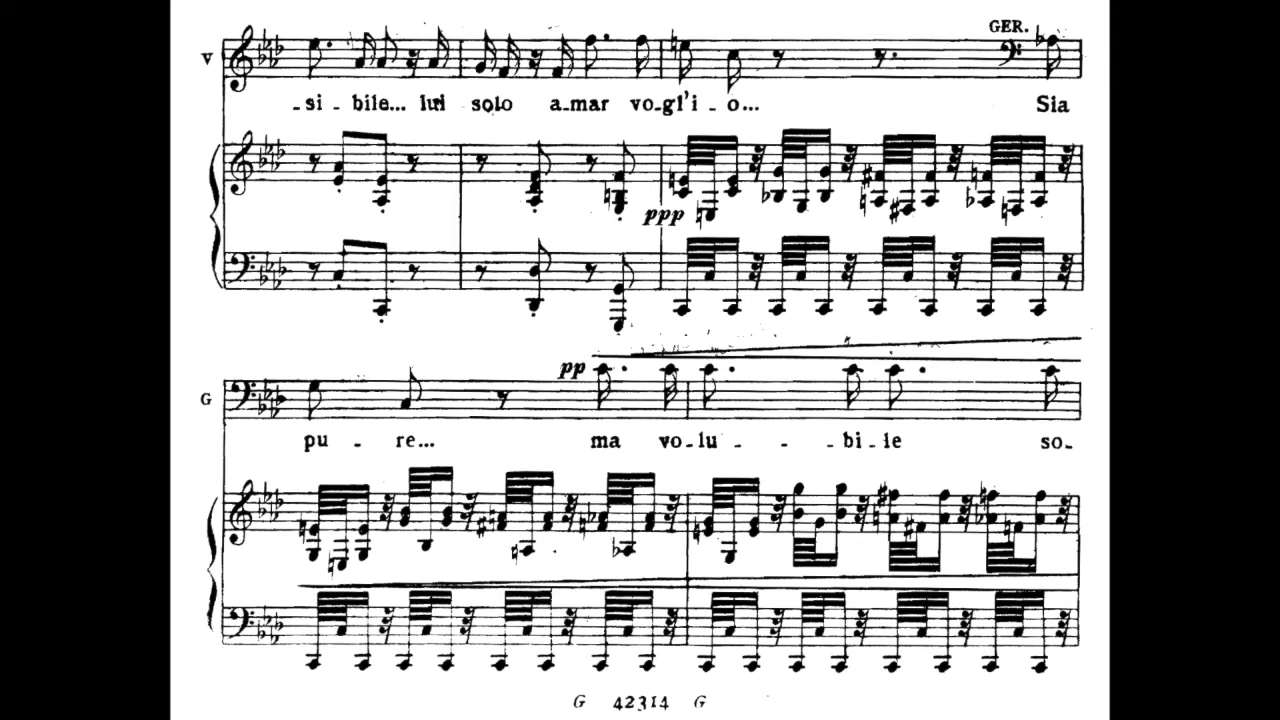 GER.
V
-si-bile... lui solo a-mar vo-gl'i-o... Sia
ppp
pp
G
pu-re... ma vo-lu--bi-le so-
G 42314 G